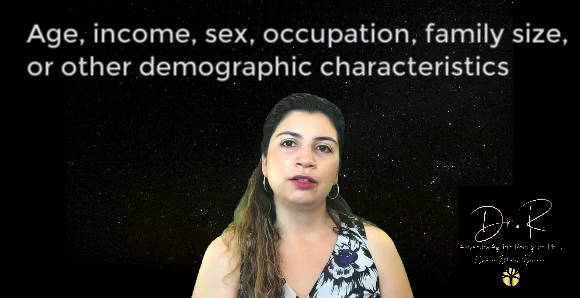 Age, income, sex, occupation, family size,
or other demographic characteristics
Dr. R